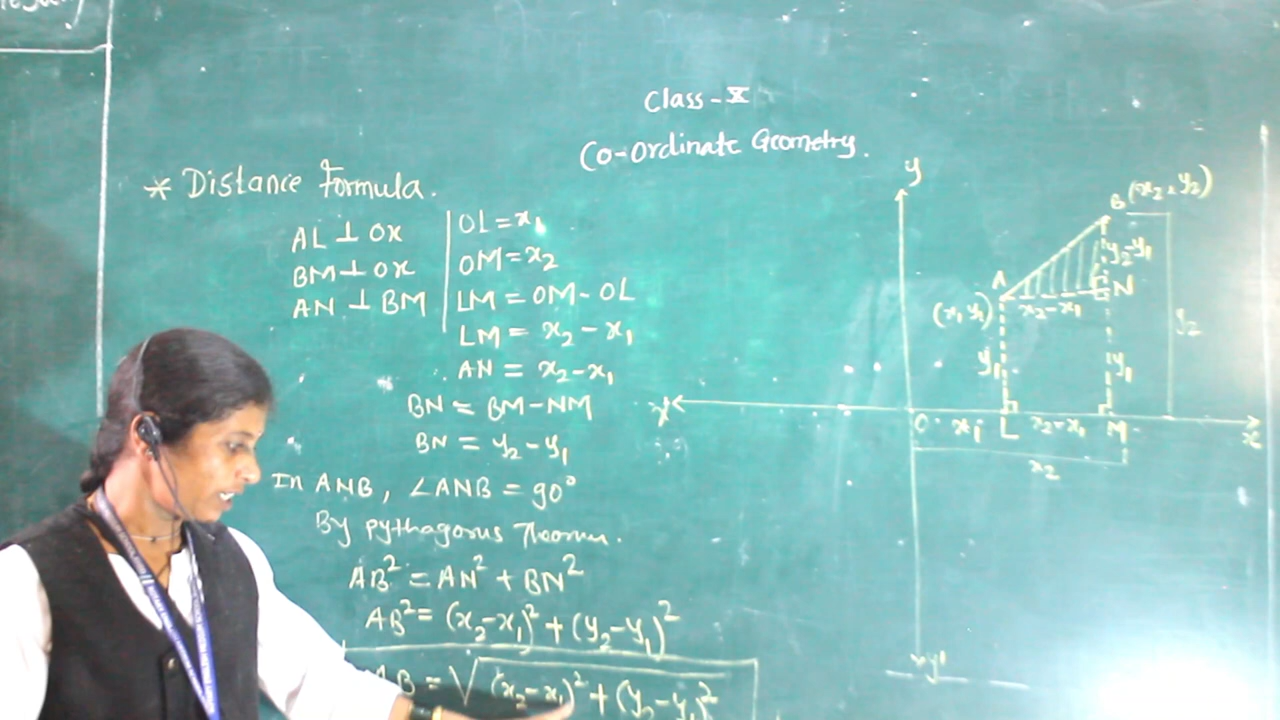 Class - X
Co-Ordinate Geometry.
* Distance Formula.
AL ⊥ OX
BM ⊥ OX
AN ⊥ BM
OL = x₁
OM = x₂
LM = OM - OL
LM = x₂ - x₁
∴ AN = x₂ - x₁
BN = BM - NM
BN = y₂ - y₁
In ANB, ∠ANB = 90°
By pythagorus Theorem.
AB² = AN² + BN²
AB² = (x₂-x₁)² + (y₂-y₁)²
AB = √(x₂-x₁)² + (y₂-y₁)²
y
B (x₂, y₂)
y₂-y₁
A
N
(x₁ y₁)
x₂-x₁
y₂
y₁
y₁
x'
O
x₁
L
x₂-x₁
M
x
x₂
y'